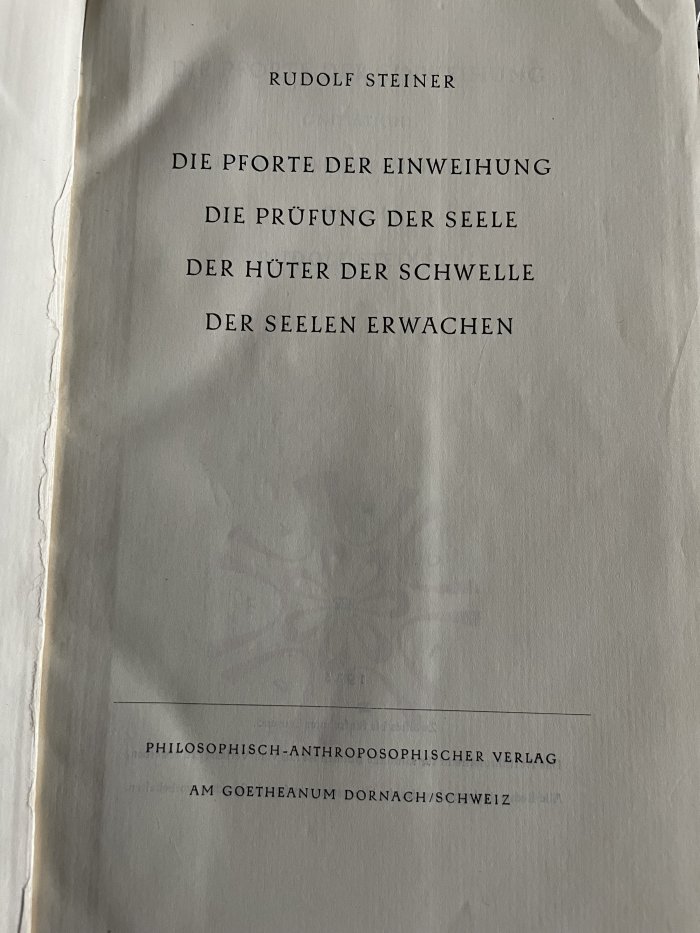 RUDOLF STEINER
DIE PFORTE DER EINWEIHUNG
DIE PRÜFUNG DER SEELE
DER HÜTER DER SCHWELLE
DER SEELEN ERWACHEN
PHILOSOPHISCH-ANTHROPOSOPHISCHER VERLAG
AM GOETHEANUM DORNACH/SCHWEIZ